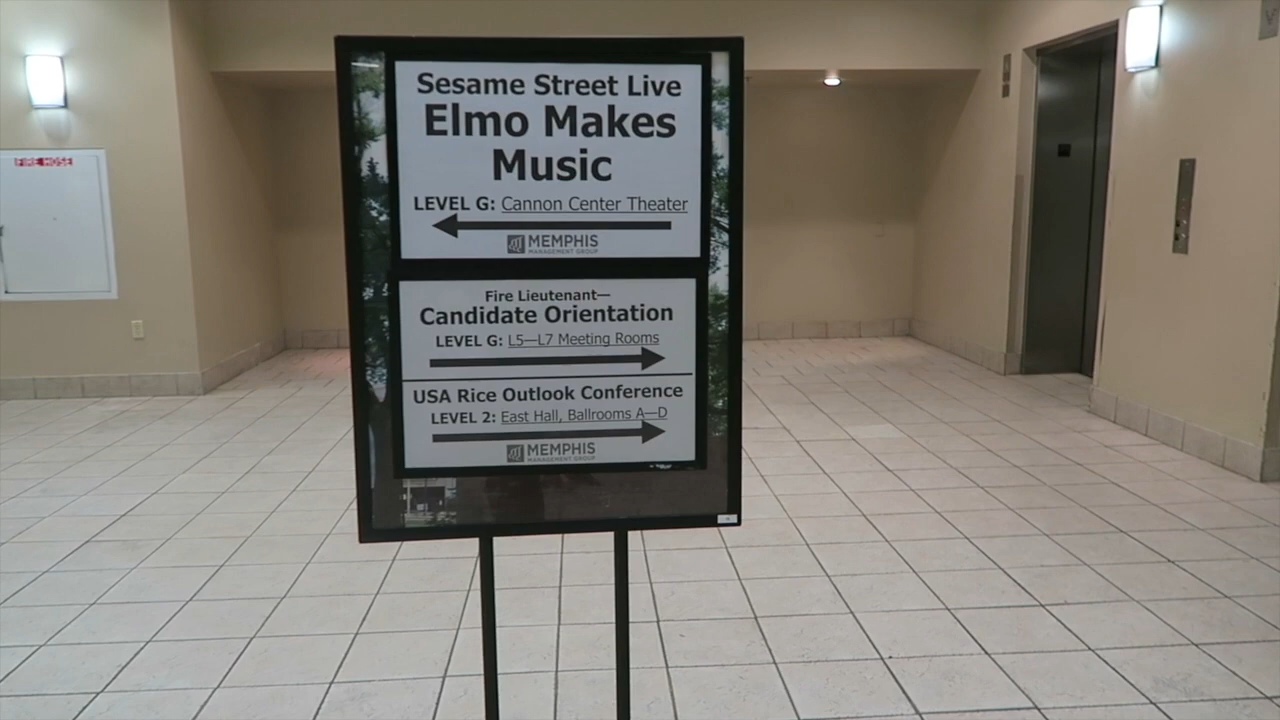 Sesame Street Live
Elmo Makes
Music
LEVEL G: Cannon Center Theater
MEMPHIS
MANAGEMENT GROUP
Fire Lieutenant—
Candidate Orientation
LEVEL G: L5—L7 Meeting Rooms
USA Rice Outlook Conference
LEVEL 2: East Hall, Ballrooms A—D
MEMPHIS
MANAGEMENT GROUP
FIRE HOSE